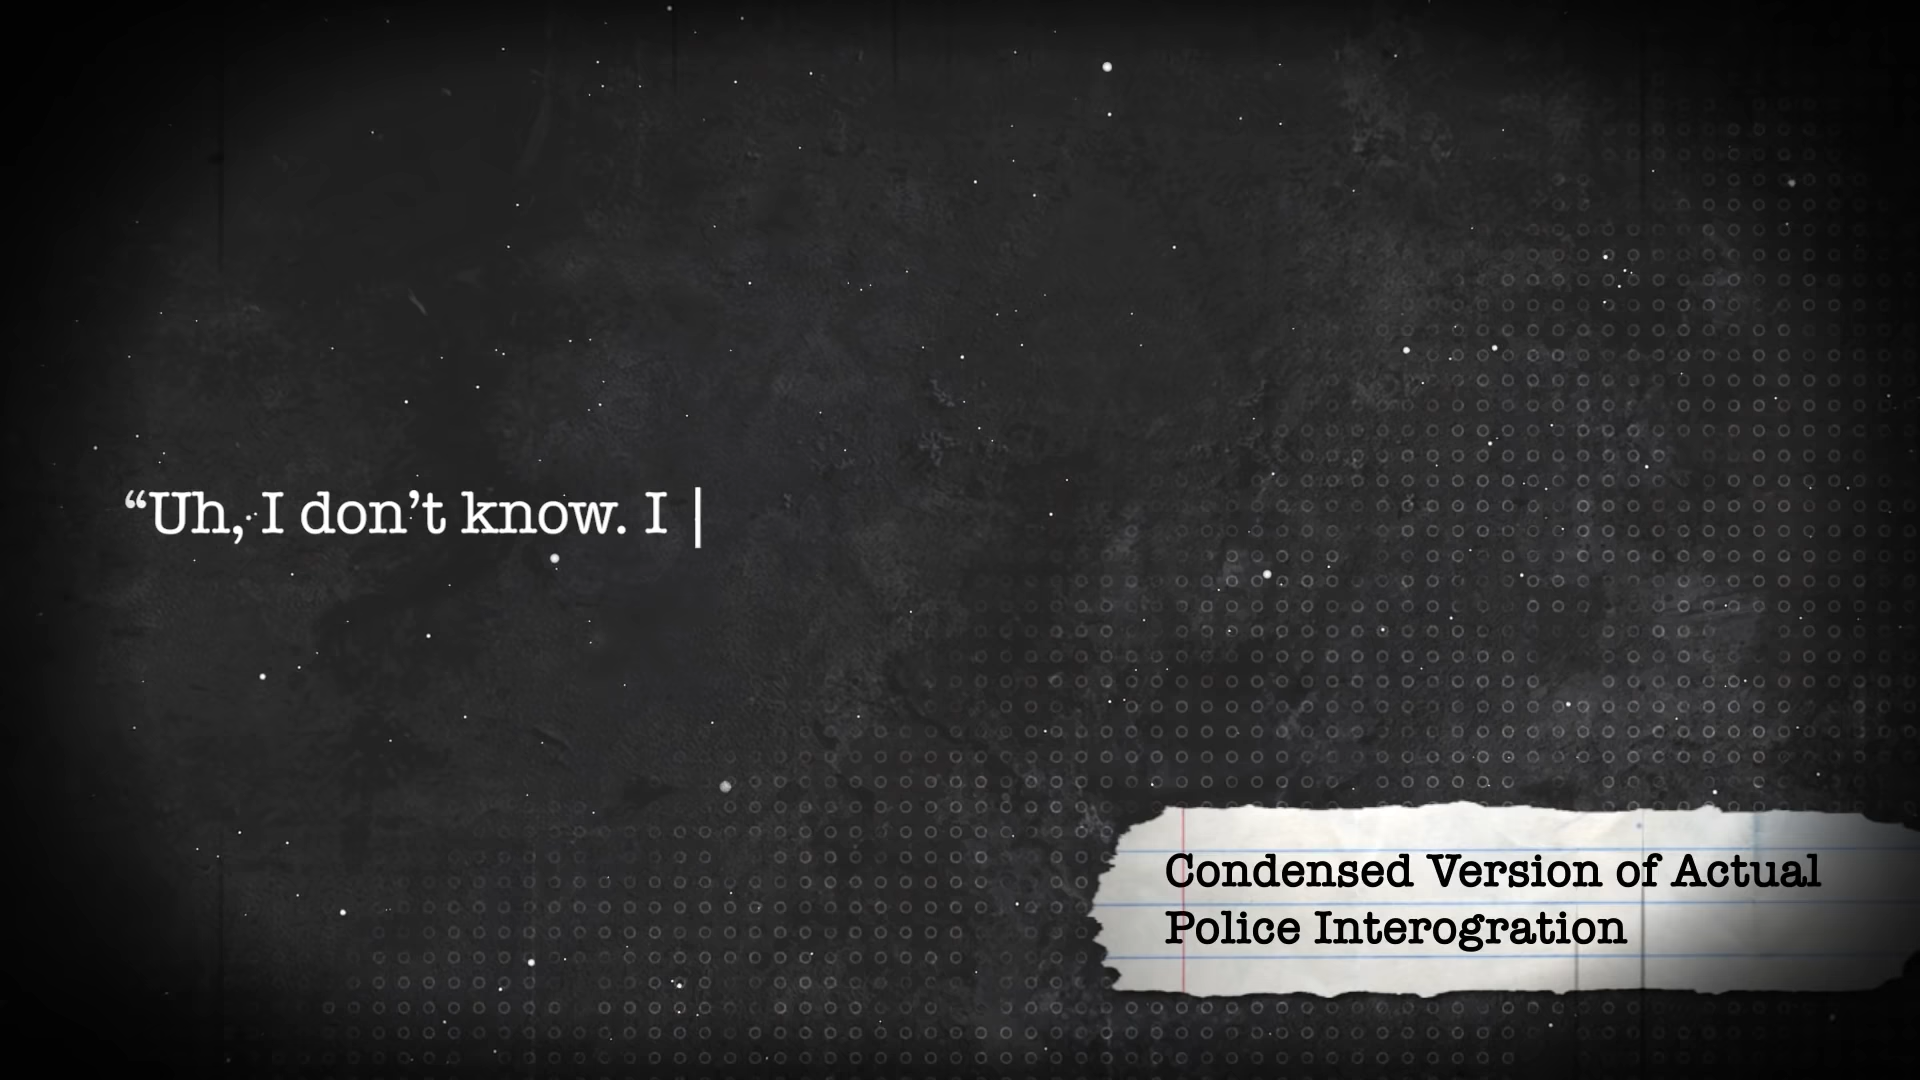 “Uh, I don’t know. I |
Condensed Version of Actual
Police Interogration